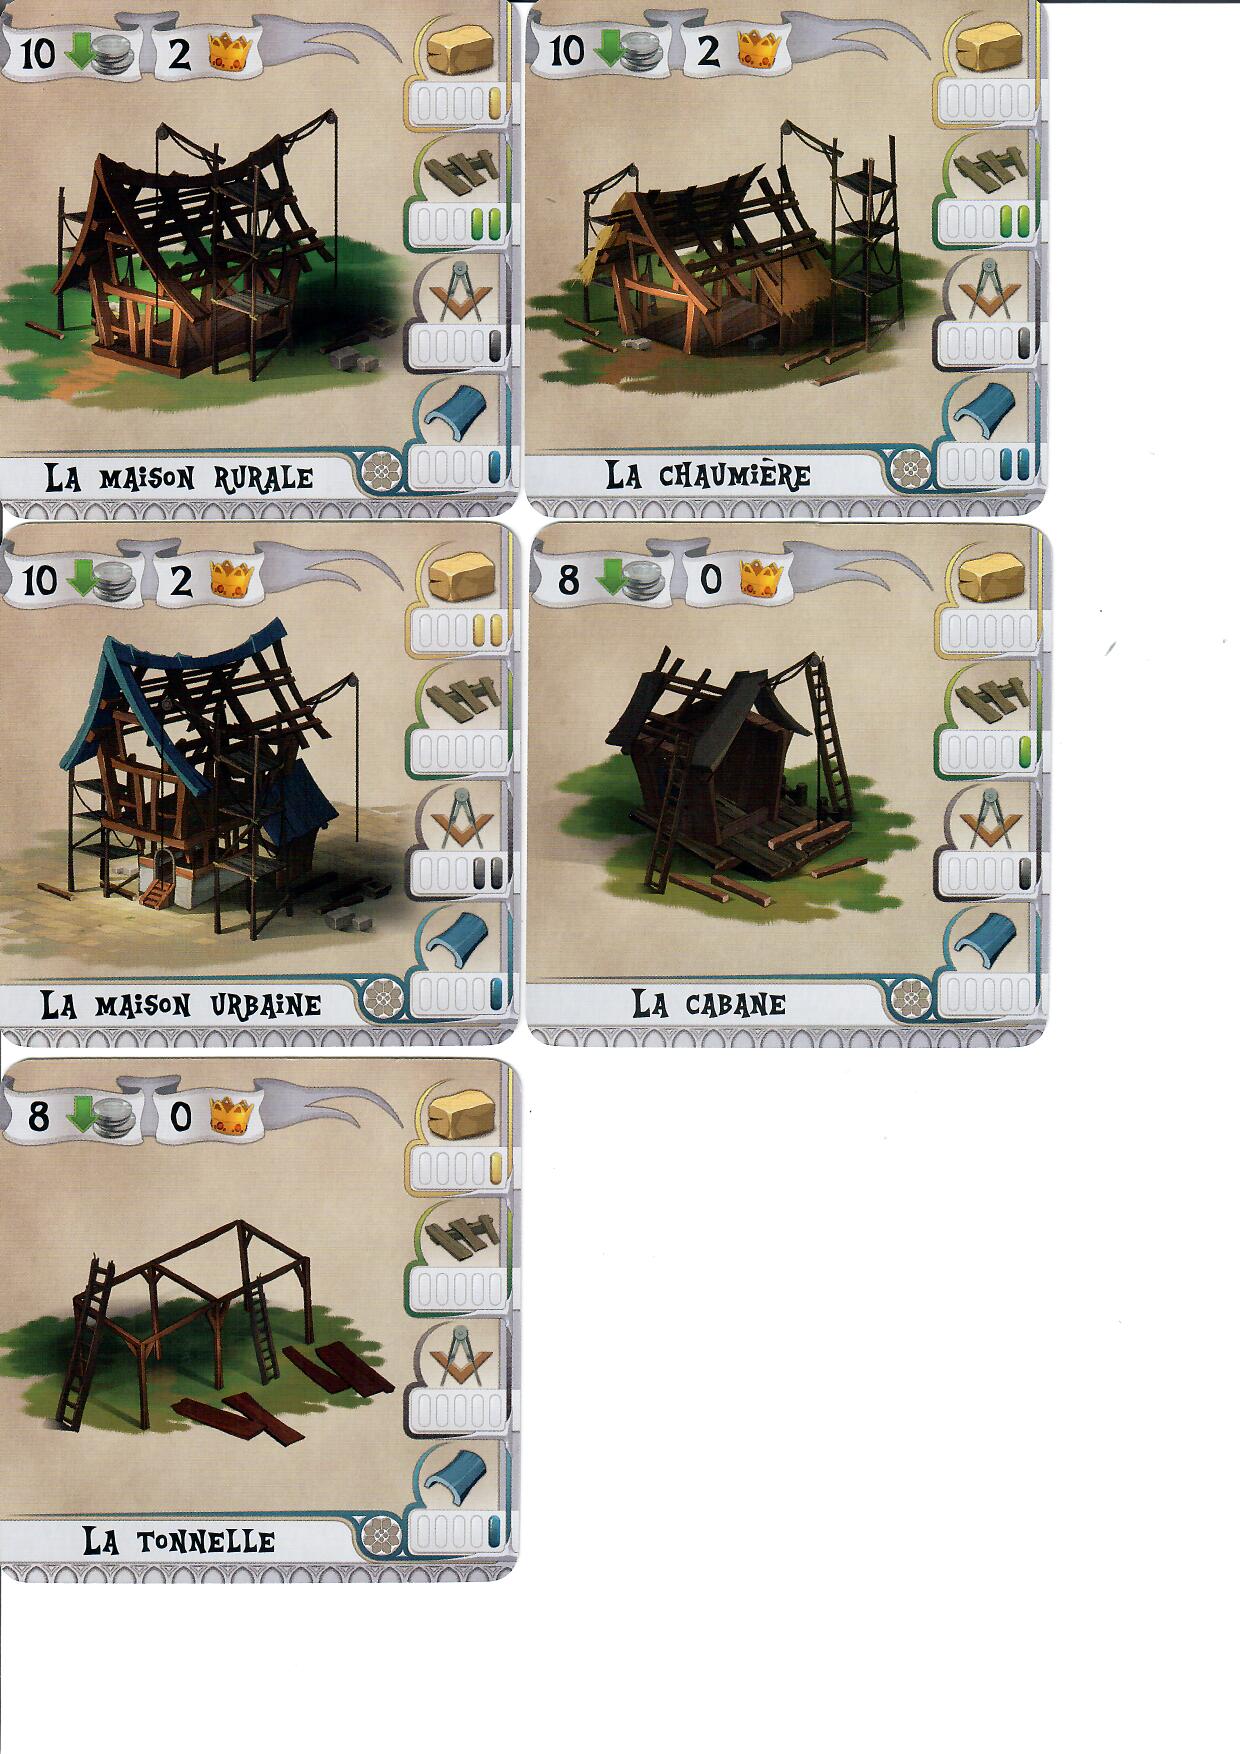 10 2
LA MAISON RURALE
10 2
LA CHAUMIÈRE
10 2
LA MAISON URBAINE
8 0
LA CABANE
8 0
LA TONNELLE